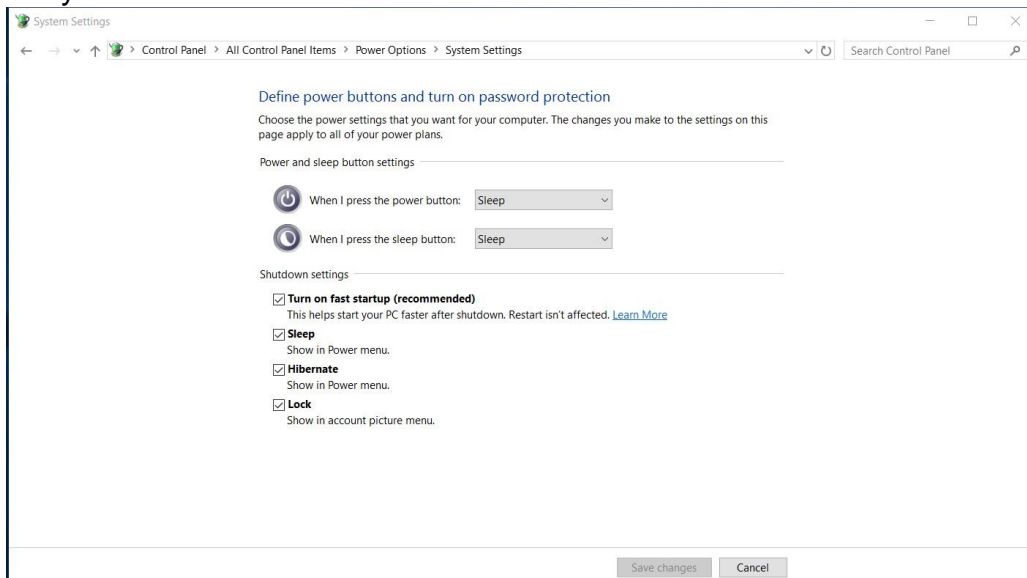 System Settings
Control Panel > All Control Panel Items > Power Options > System Settings
Search Control Panel
Define power buttons and turn on password protection
Choose the power settings that you want for your computer. The changes you make to the settings on this
page apply to all of your power plans.
Power and sleep button settings
When I press the power button: Sleep
When I press the sleep button: Sleep
Shutdown settings
Turn on fast startup (recommended)
This helps start your PC faster after shutdown. Restart isn't affected. Learn More
Sleep
Show in Power menu.
Hibernate
Show in Power menu.
Lock
Show in account picture menu.
Save changes Cancel